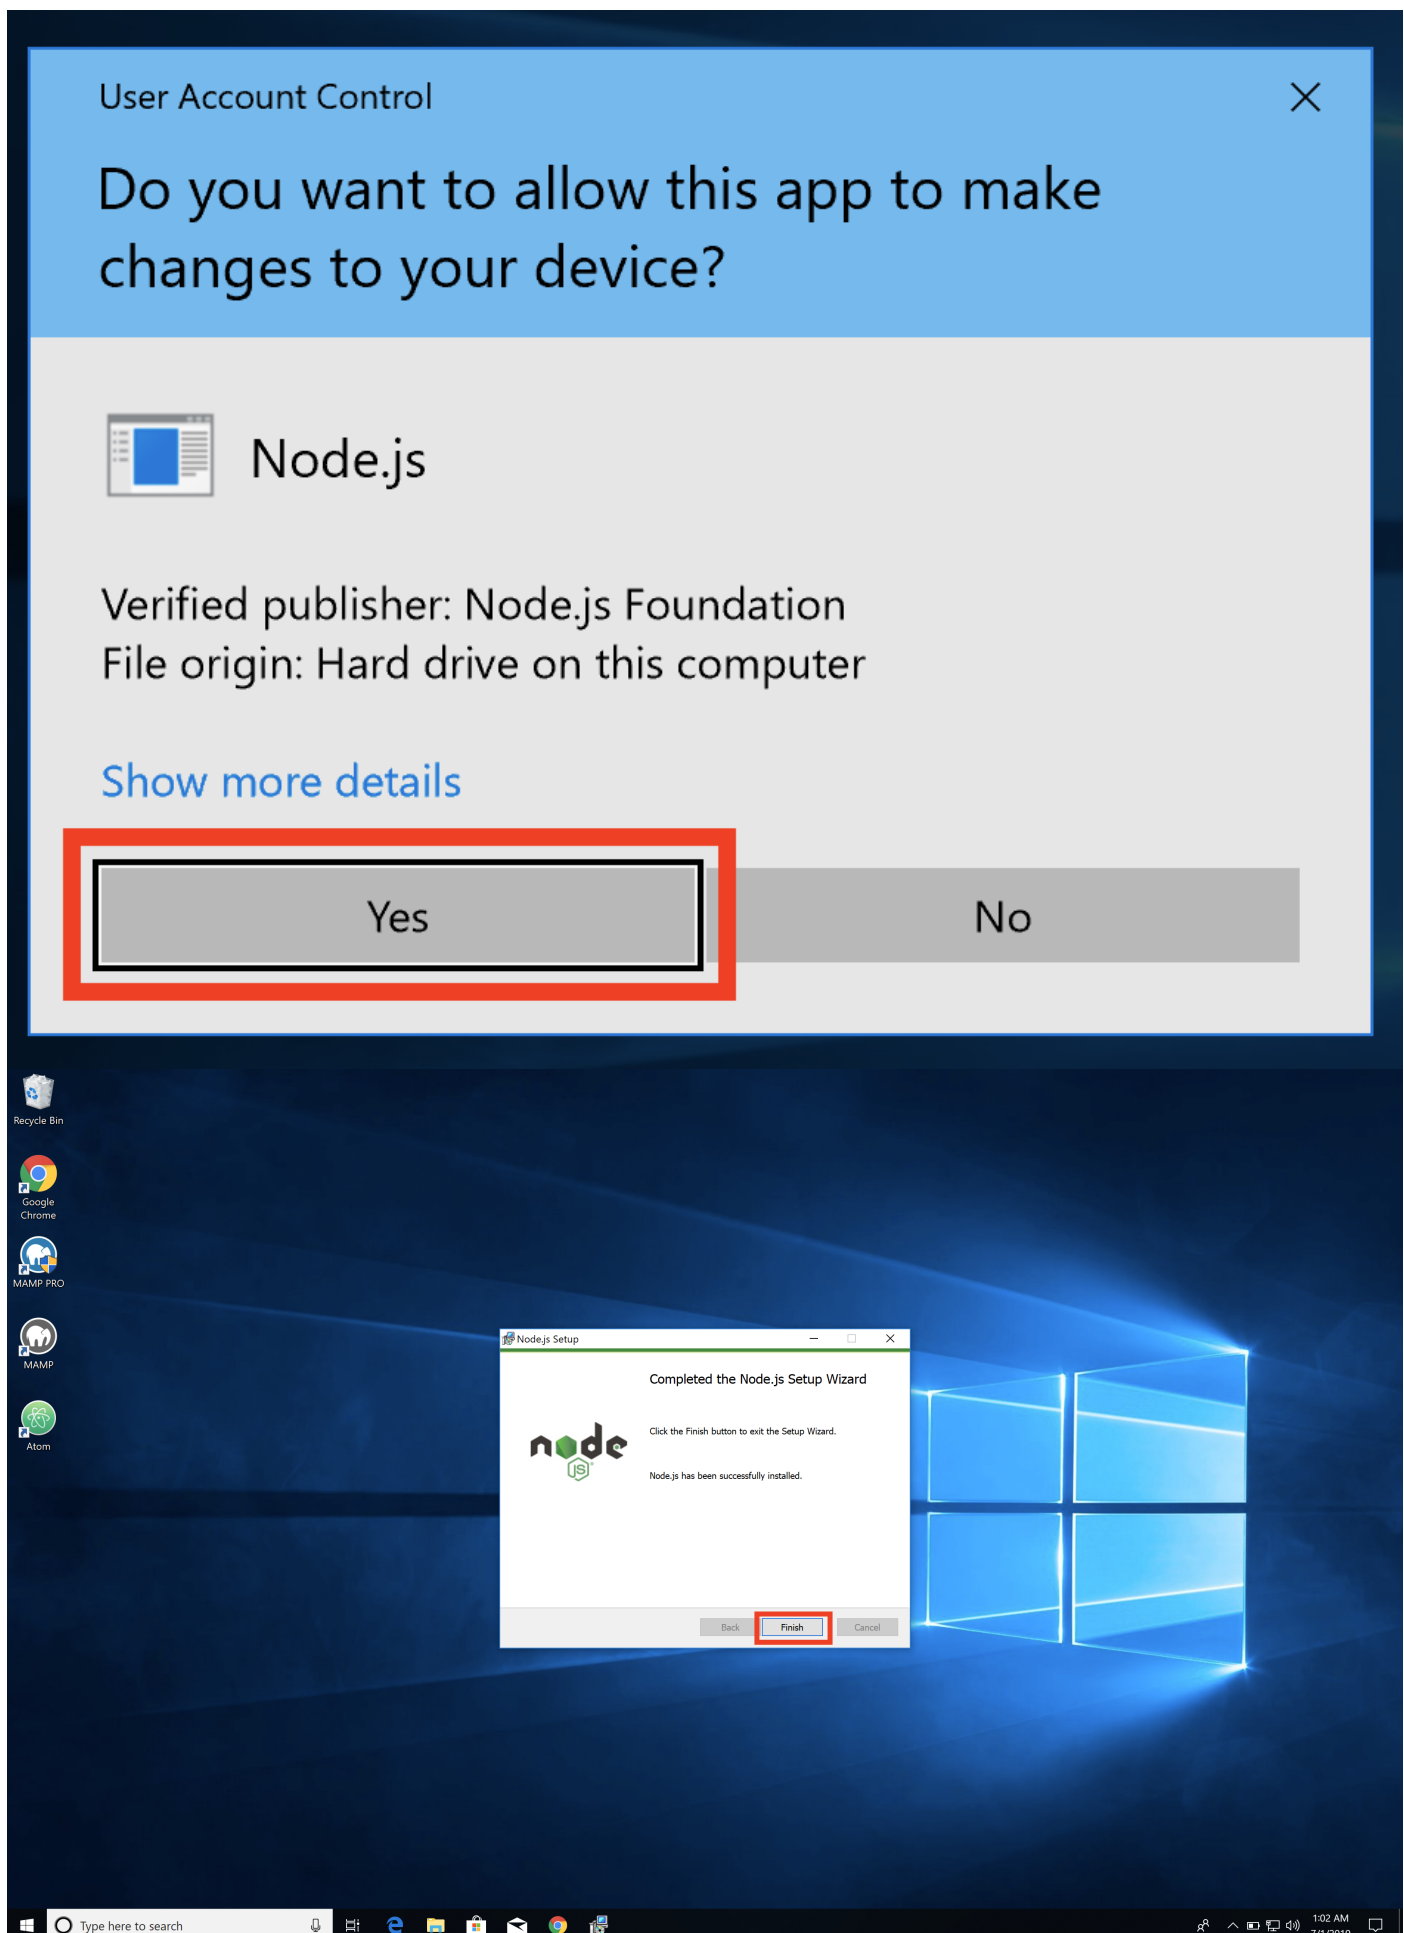 User Account Control
Do you want to allow this app to make
changes to your device?
Node.js
Verified publisher: Node.js Foundation
File origin: Hard drive on this computer
Show more details
Yes
No
Recycle Bin
Google
Chrome
MAMP PRO
MAMP
Atom
Node.js Setup
Completed the Node.js Setup Wizard
Click the Finish button to exit the Setup Wizard.
node
JS
Node.js has been successfully installed.
Back
Finish
Cancel
Type here to search
1:02 AM